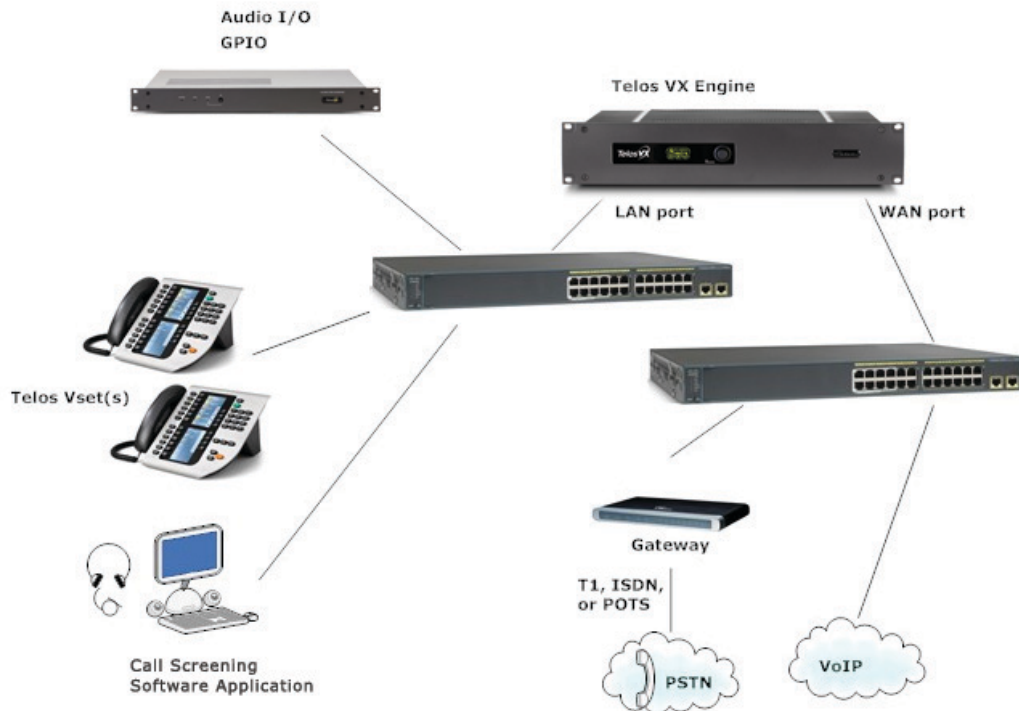 Audio I/O
GPIO
Telos VX Engine
Telos VX
LAN port
WAN port
Telos Vset(s)
Gateway
T1, ISDN,
or POTS
Call Screening
Software Application
PSTN
VoIP